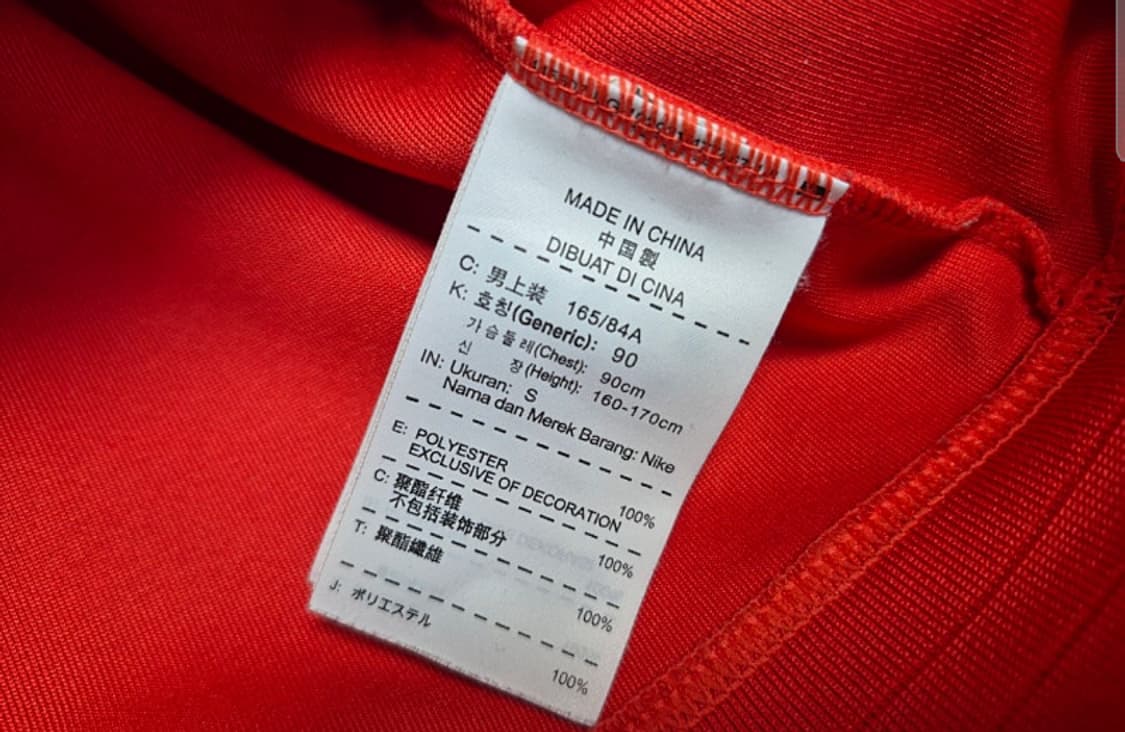 MADE IN CHINA
中国製
DIBUAT DI CINA
C: 男上装 165/84A
K: 호칭(Generic): 90
가슴둘레(Chest): 90cm
신 장(Height): 160-170cm
IN: Ukuran: S
Nama dan Merek Barang: Nike
E: POLYESTER 100%
EXCLUSIVE OF DECORATION
C: 聚酯纤维 100%
不包括装饰部分
T: 聚酯纖維 100%
J: ポリエステル 100%